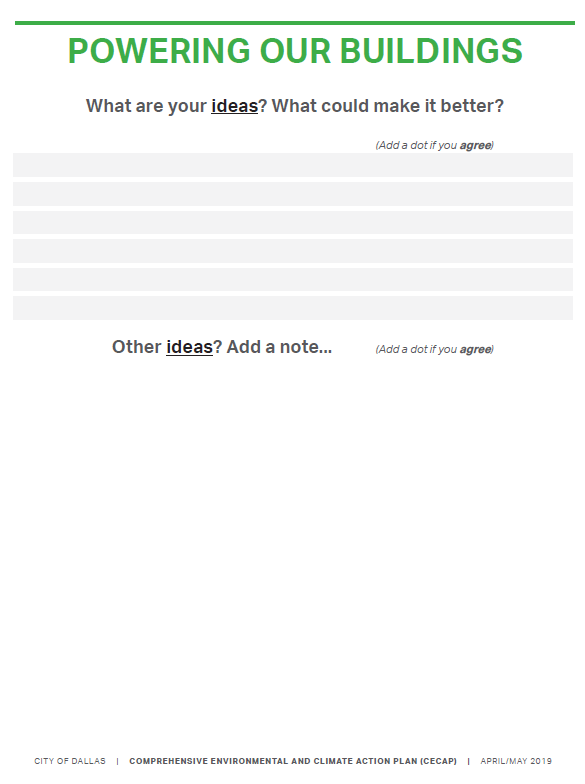 POWERING OUR BUILDINGS
What are your ideas? What could make it better?
(Add a dot if you agree)
Other ideas? Add a note...
(Add a dot if you agree)
CITY OF DALLAS | COMPREHENSIVE ENVIRONMENTAL AND CLIMATE ACTION PLAN (CECAP) | APRIL/MAY 2019